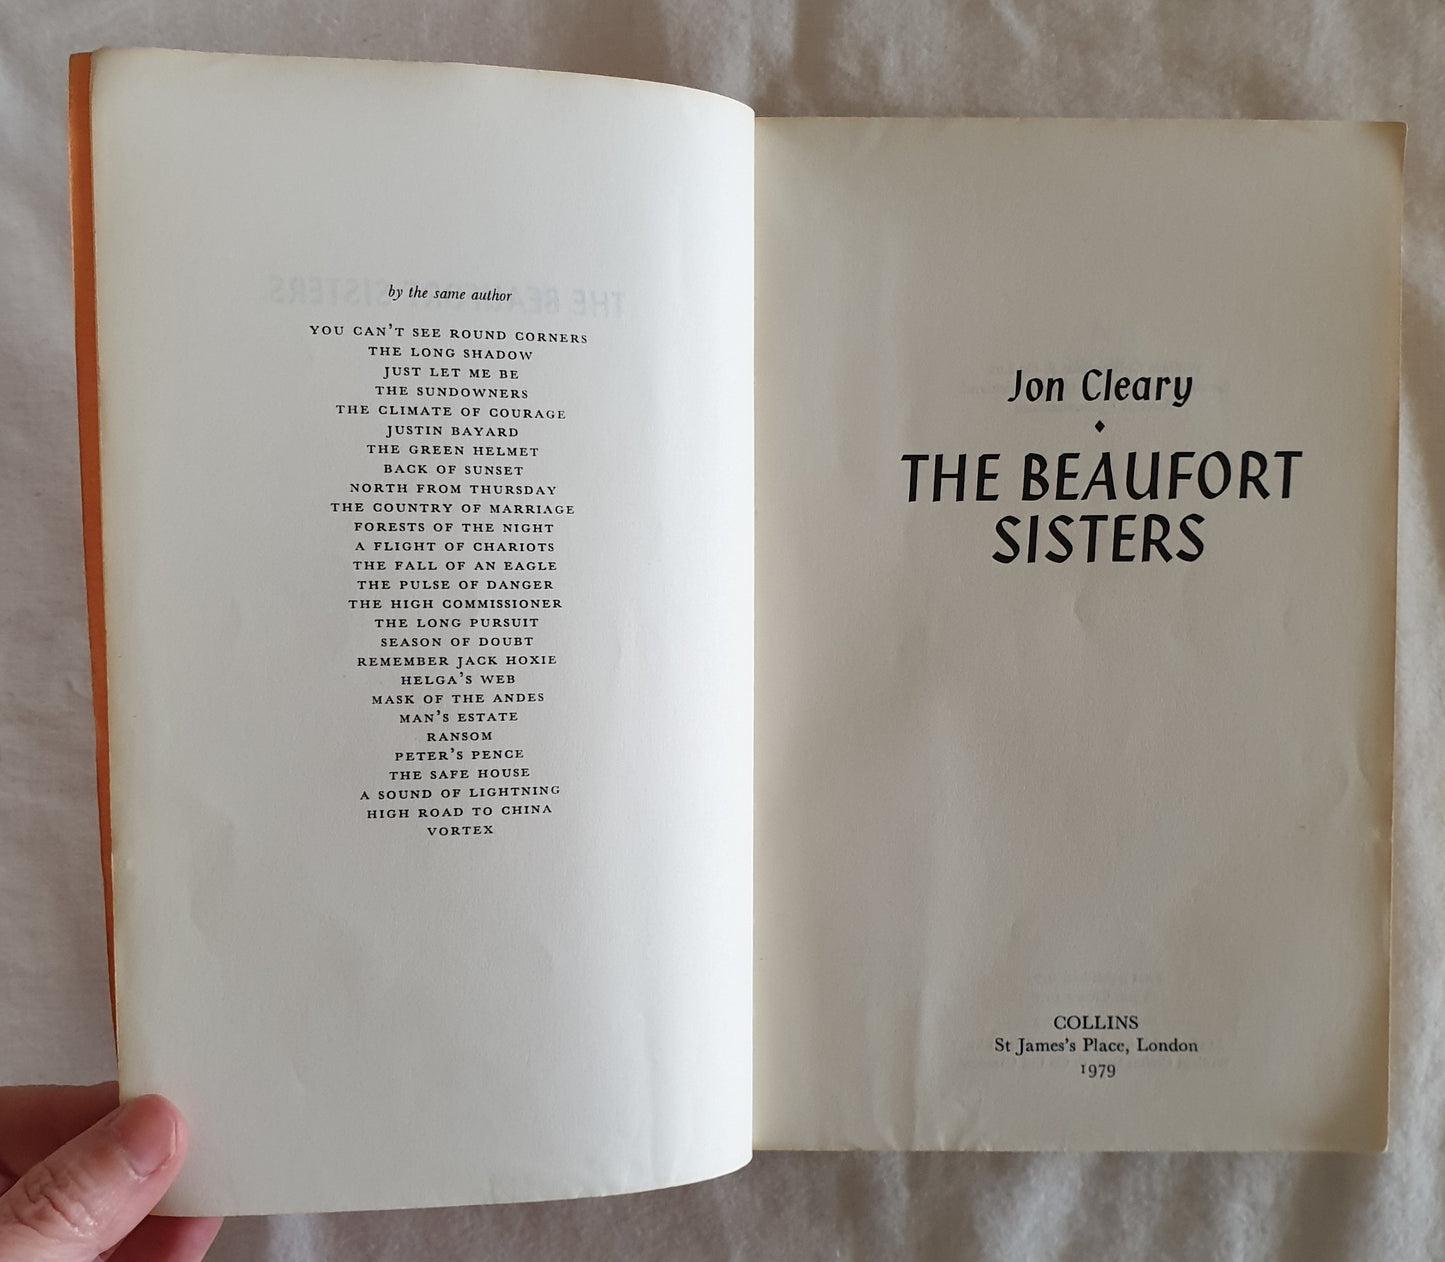 by the same author
YOU CAN'T SEE ROUND CORNERS
THE LONG SHADOW
JUST LET ME BE
THE SUNDOWNERS
THE CLIMATE OF COURAGE
JUSTIN BAYARD
THE GREEN HELMET
BACK OF SUNSET
NORTH FROM THURSDAY
THE COUNTRY OF MARRIAGE
FORESTS OF THE NIGHT
A FLIGHT OF CHARIOTS
THE FALL OF AN EAGLE
THE PULSE OF DANGER
THE HIGH COMMISSIONER
THE LONG PURSUIT
SEASON OF DOUBT
REMEMBER JACK HOXIE
HELGA'S WEB
MASK OF THE ANDES
MAN'S ESTATE
RANSOM
PETER'S PENCE
THE SAFE HOUSE
A SOUND OF LIGHTNING
HIGH ROAD TO CHINA
VORTEX
Jon Cleary
♦
THE BEAUFORT
SISTERS
COLLINS
St James's Place, London
1979